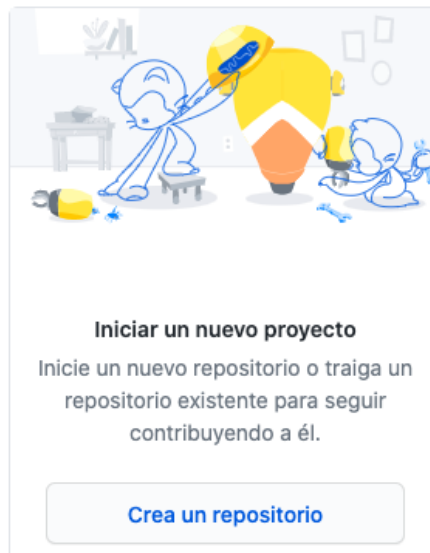 Iniciar un nuevo proyecto
Inicie un nuevo repositorio o traiga un
repositorio existente para seguir
contribuyendo a él.
Crea un repositorio